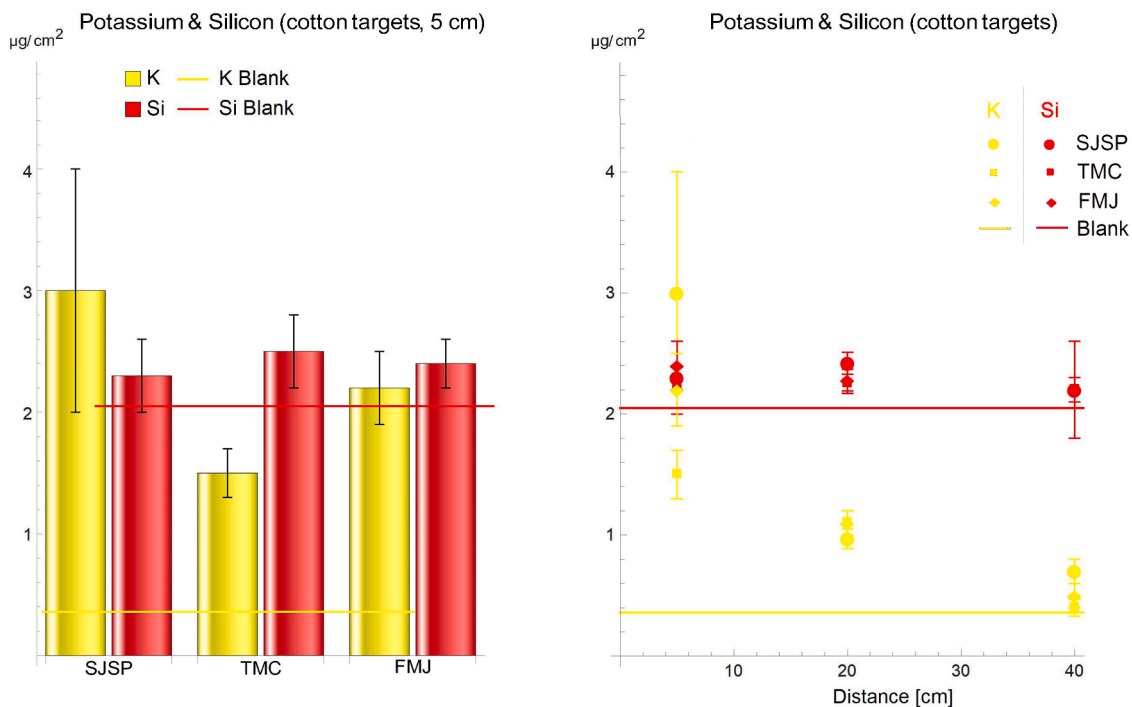 Potassium & Silicon (cotton targets, 5 cm)
µg/cm²
K K Blank
Si Si Blank
4
3
2
1
SJSP TMC FMJ
Potassium & Silicon (cotton targets)
µg/cm²
K Si
SJSP
TMC
FMJ
Blank
4
3
2
1
10 20 30 40
Distance [cm]